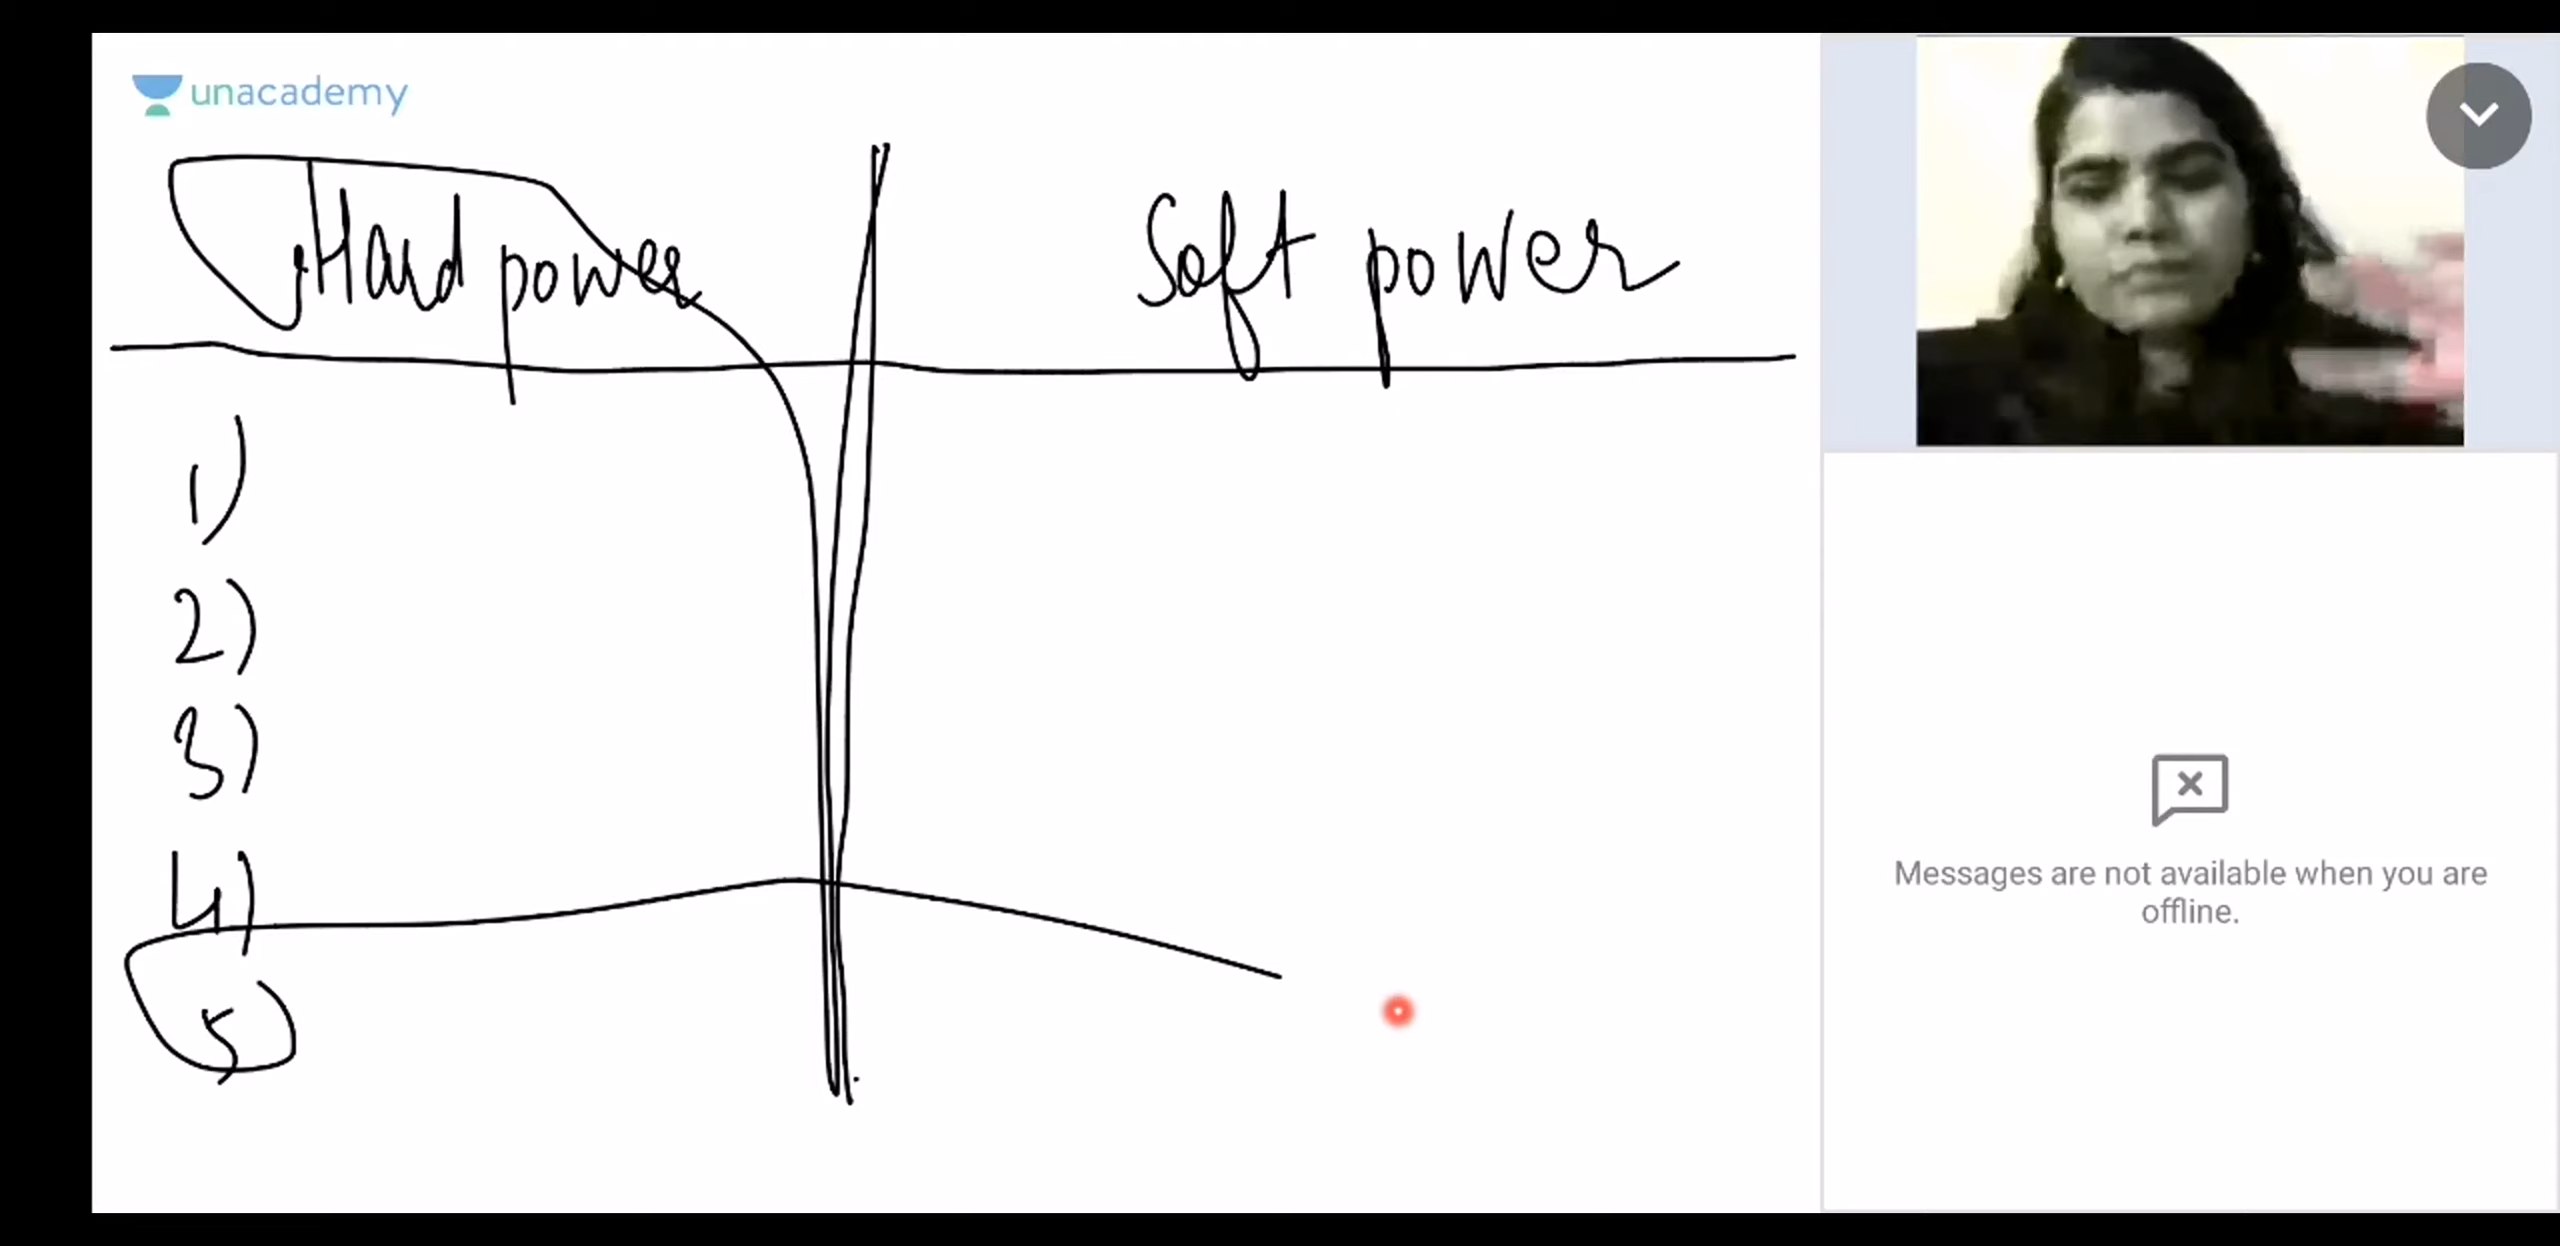 unacademy
Hard power
Soft power
1)
2)
3)
4)
5)
Messages are not available when you are
offline.